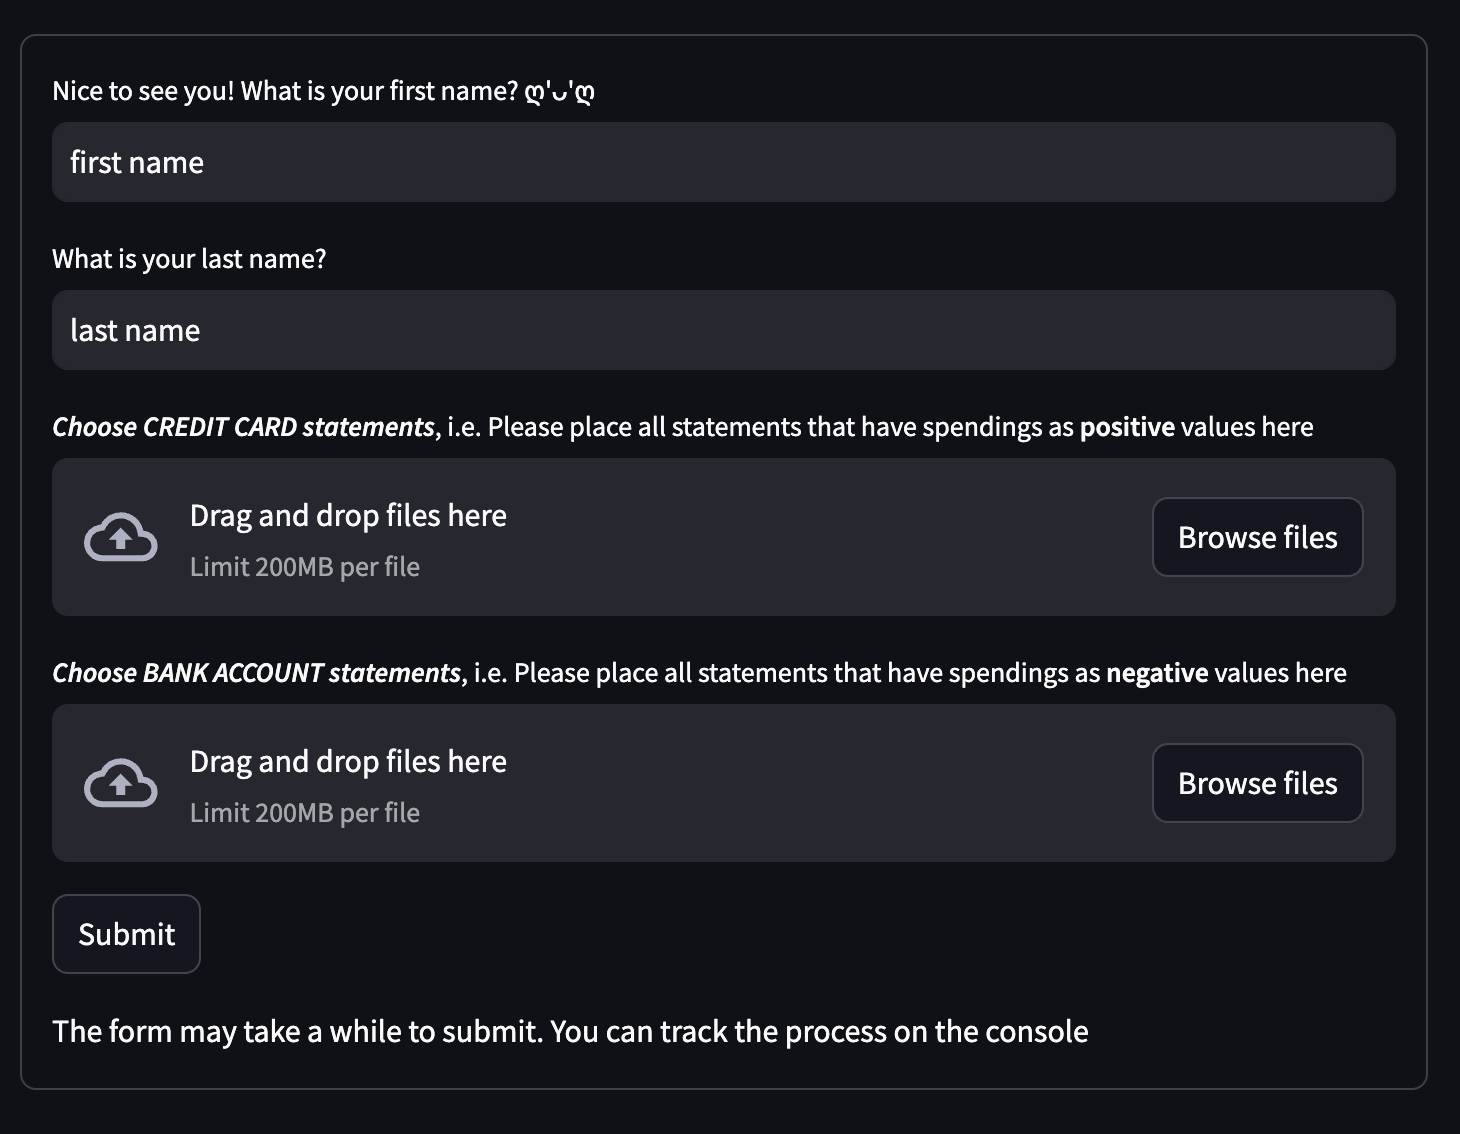 Nice to see you! What is your first name? ღ'ᴗ'ღ
first name
What is your last name?
last name
Choose CREDIT CARD statements, i.e. Please place all statements that have spendings as positive values here
Drag and drop files here
Limit 200MB per file
Browse files
Choose BANK ACCOUNT statements, i.e. Please place all statements that have spendings as negative values here
Drag and drop files here
Limit 200MB per file
Browse files
Submit
The form may take a while to submit. You can track the process on the console